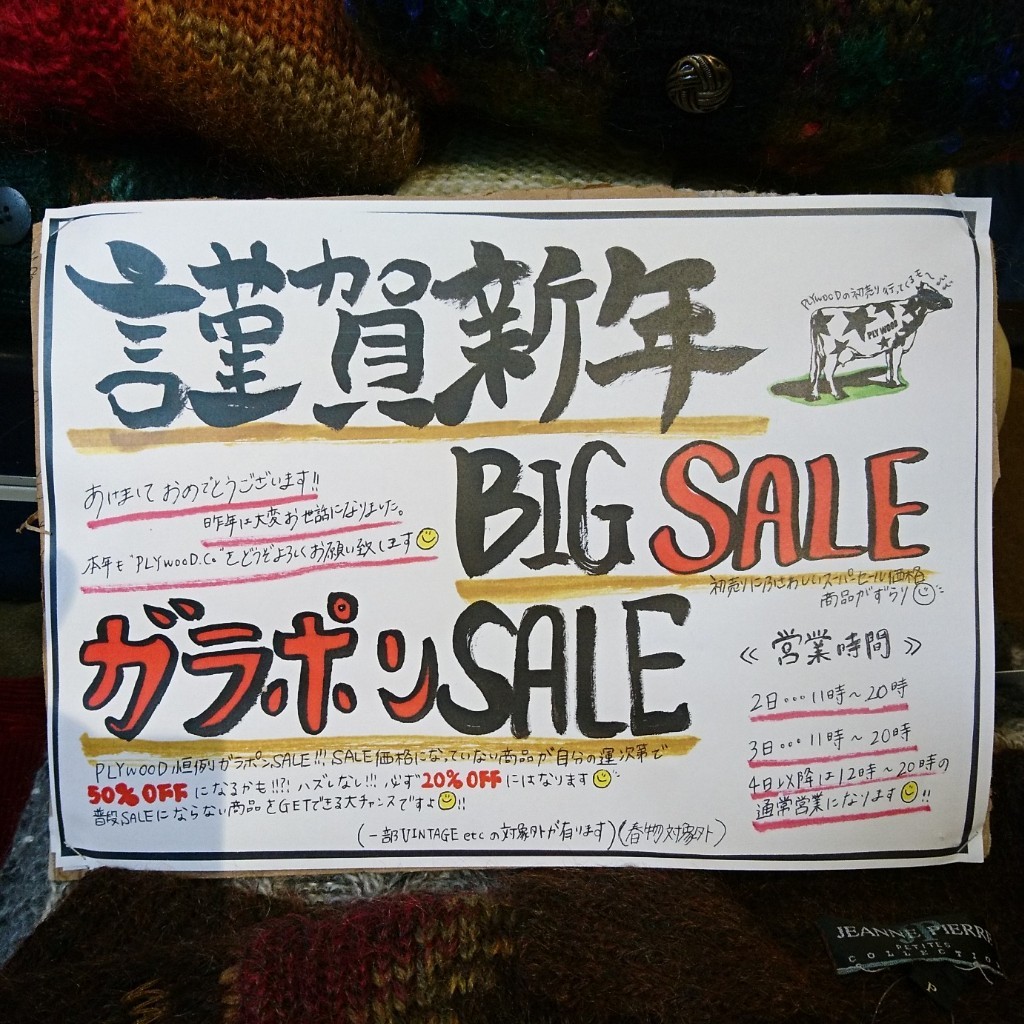 謹賀新年
PLYWOODの初売り行ってくるモ〜
PLY WOOD
あけましておめでとうございます!!
昨年は大変お世話になりました。
本年も"PLYWOOD.Co"をどうぞよろしくお願い致します
BIG SALE
初売りにふさわしいスーパーセール価格
商品がずらり
ガラポンSALE
PLYWOOD恒例ガラポンSALE!!! SALE価格になっていない商品が自分の運次第で
50%OFFになるかも!!?! ハズレなし!!! 必ず20%OFFにはなります
普段SALEにならない商品をGETできる大チャンスですよ!!
(一部VINTAGE etcの対象外が有ります)(春物対象外)
≪営業時間≫
2日…11時〜20時
3日…11時〜20時
4日以降は12時〜20時の
通常営業になります!!
JEANNE PIERRE
PETITES
COLLECTION